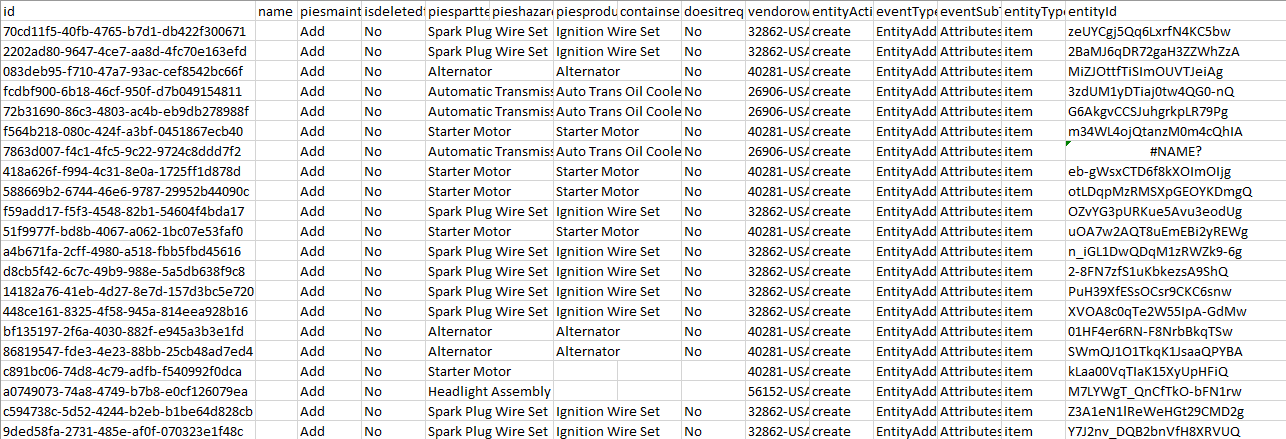 id name piesmaint isdeletedf piespartte pieshazar piesprodu containse doesitreq vendorow entityActi eventType eventSubT entityType entityId
70cd11f5-40fb-4765-b7d1-db422f300671 Add No Spark Plug Wire Set Ignition Wire Set No 32862-USA create EntityAdd Attributes item zeUYCgj5Qq6LxrfN4KC5bw
2202ad80-9647-4ce7-aa8d-4fc70e163efd Add No Spark Plug Wire Set Ignition Wire Set No 32862-USA create EntityAdd Attributes item 2BaMJ6qDR72gaH3ZZWhZzA
083deb95-f710-47a7-93ac-cef8542bc66f Add No Alternator Alternator No 40281-USA create EntityAdd Attributes item MiZJOttfTiSImOUVTJeiAg
fcdbf900-6b18-46cf-950f-d7b049154811 Add No Automatic Transmiss Auto Trans Oil Coole No 26906-USA create EntityAdd Attributes item 3zdUM1yDTiaj0tw4QG0-nQ
72b31690-86c3-4803-ac4b-eb9db278988f Add No Automatic Transmiss Auto Trans Oil Coole No 26906-USA create EntityAdd Attributes item G6AkgvCCSJuhgrkpLR79Pg
f564b218-080c-424f-a3bf-0451867ecb40 Add No Starter Motor Starter Motor No 40281-USA create EntityAdd Attributes item m34WL4ojQtanzM0m4cQhIA
7863d007-f4c1-4fc5-9c22-9724c8ddd7f2 Add No Automatic Transmiss Auto Trans Oil Coole No 26906-USA create EntityAdd Attributes item #NAME?
418a626f-f994-4c31-8e0a-1725ff1d878d Add No Starter Motor Starter Motor No 40281-USA create EntityAdd Attributes item eb-gWsxCTD6f8kXOImOIjg
588669b2-6744-46e6-9787-29952b44090c Add No Starter Motor Starter Motor No 40281-USA create EntityAdd Attributes item otLDqpMzRMSXpGEOYKDmgQ
f59add17-f5f3-4548-82b1-54604f4bda17 Add No Spark Plug Wire Set Ignition Wire Set No 32862-USA create EntityAdd Attributes item OZvYG3pURKue5Avu3eodUg
51f9977f-bd8b-4067-a062-1bc07e53faf0 Add No Starter Motor Starter Motor No 40281-USA create EntityAdd Attributes item uOA7w2AQT8uEmEBi2yREWg
a4b671fa-2cff-4980-a518-fbb5fbd45616 Add No Spark Plug Wire Set Ignition Wire Set No 32862-USA create EntityAdd Attributes item n_iGL1DwQDqM1zRWZk9-6g
d8cb5f42-6c7c-49b9-988e-5a5db638f9c8 Add No Spark Plug Wire Set Ignition Wire Set No 32862-USA create EntityAdd Attributes item 2-8FN7zfS1uKbkezsA9ShQ
14182a76-41eb-4d27-8e7d-157d3bc5e720 Add No Spark Plug Wire Set Ignition Wire Set No 32862-USA create EntityAdd Attributes item PuH39XfESsOCsr9CKC6snw
448ce161-8325-4f58-945a-814eea928b16 Add No Spark Plug Wire Set Ignition Wire Set No 32862-USA create EntityAdd Attributes item XVOA8c0qTe2W55IpA-GdMw
bf135197-2f6a-4030-882f-e945a3b3e1fd Add No Alternator Alternator No 40281-USA create EntityAdd Attributes item 01HF4er6RN-F8NrbBkqTSw
86819547-fde3-4e23-88bb-25cb48ad7ed4 Add No Alternator Alternator No 40281-USA create EntityAdd Attributes item SWmQJ1O1TkqK1JsaaQPYBA
c891bc06-74d8-4c79-adfb-f540992f0dca Add No Starter Motor 40281-USA create EntityAdd Attributes item kLaa00VqTIaK15XyUpHFiQ
a0749073-74a8-4749-b7b8-e0cf126079ea Add No Headlight Assembly 56152-USA create EntityAdd Attributes item M7LYWgT_QnCfTkO-bFN1rw
c594738c-5d52-4244-b2eb-b1be64d828cb Add No Spark Plug Wire Set Ignition Wire Set No 32862-USA create EntityAdd Attributes item Z3A1eN1lReWeHGt29CMD2g
9ded58fa-2731-485e-af0f-070323e1f48c Add No Spark Plug Wire Set Ignition Wire Set No 32862-USA create EntityAdd Attributes item Y7J2nv_DQB2bnVfH8XRVUQ